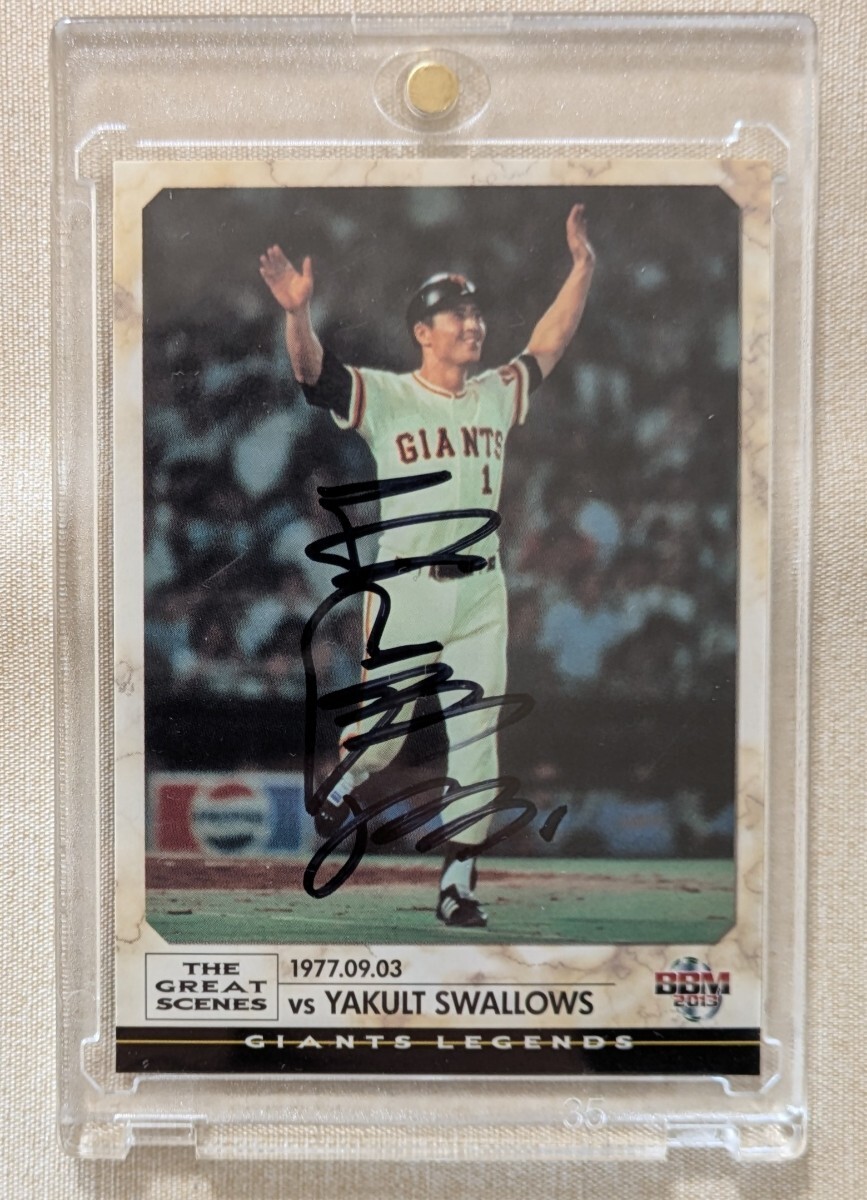 GIANTS
1
THE
GREAT
SCENES
1977.09.03
vs YAKULT SWALLOWS
BBM
2013
GIANTS LEGENDS
35